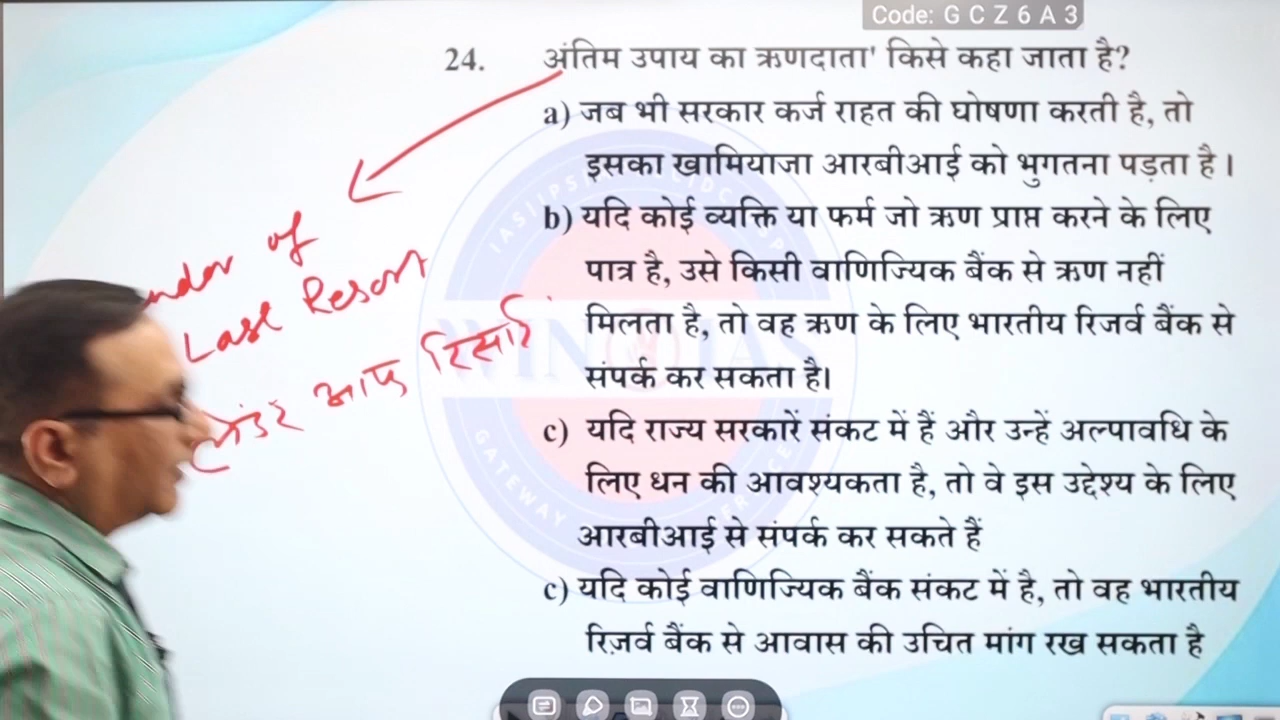 Code: G C Z 6 A 3
24. अंतिम उपाय का ऋणदाता' किसे कहा जाता है?
a) जब भी सरकार कर्ज राहत की घोषणा करती है, तो
इसका खामियाजा आरबीआई को भुगतना पड़ता है।
b) यदि कोई व्यक्ति या फर्म जो ऋण प्राप्त करने के लिए
पात्र है, उसे किसी वाणिज्यिक बैंक से ऋण नहीं
मिलता है, तो वह ऋण के लिए भारतीय रिजर्व बैंक से
संपर्क कर सकता है।
c) यदि राज्य सरकारें संकट में हैं और उन्हें अल्पावधि के
लिए धन की आवश्यकता है, तो वे इस उद्देश्य के लिए
आरबीआई से संपर्क कर सकते हैं
c) यदि कोई वाणिज्यिक बैंक संकट में है, तो वह भारतीय
रिज़र्व बैंक से आवास की उचित मांग रख सकता है
of
Last Resort
आफ रिसार्ट
GATEWAY